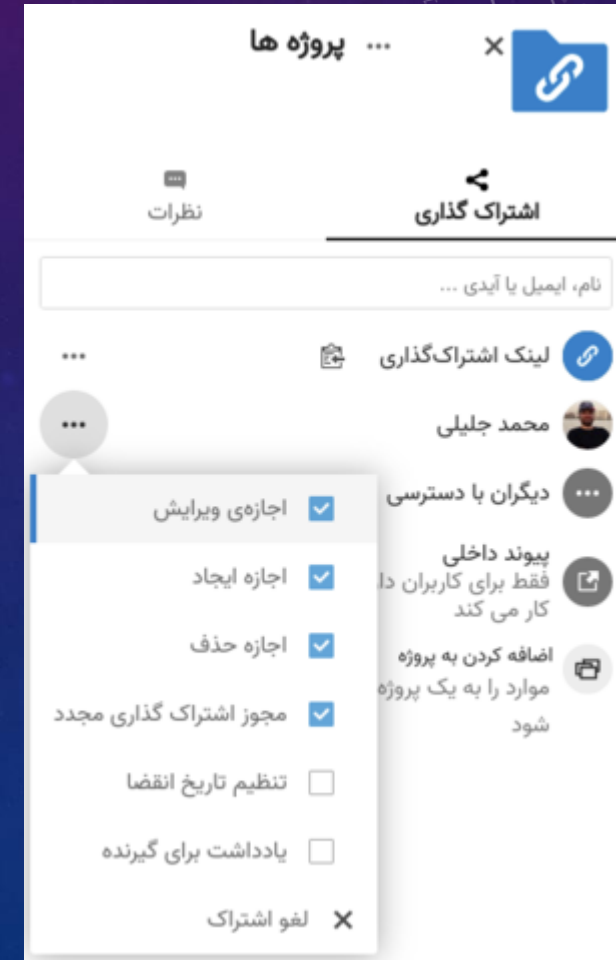 پروژه ها
اشتراک گذاری
نظرات
نام، ایمیل یا آیدی ...
لینک اشتراک‌گذاری
محمد جلیلی
دیگران با دسترسی
پیوند داخلی
فقط برای کاربران دا
کار می کند
اضافه کردن به پروژه
موارد را به یک پروژه
شود
اجازه‌ی ویرایش
اجازه ایجاد
اجازه حذف
مجوز اشتراک گذاری مجدد
تنظیم تاریخ انقضا
یادداشت برای گیرنده
لغو اشتراک